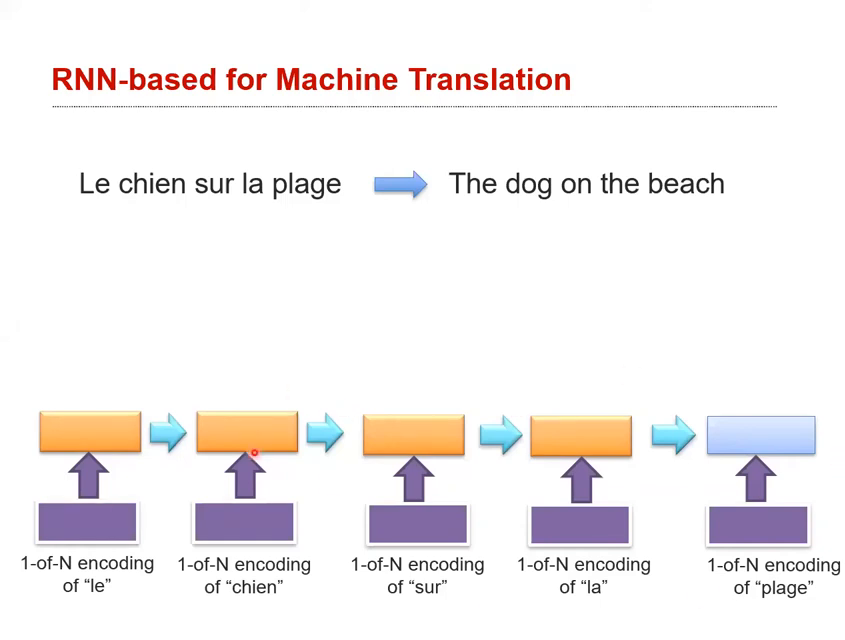 RNN-based for Machine Translation
Le chien sur la plage The dog on the beach
1-of-N encoding of “le”
1-of-N encoding of “chien”
1-of-N encoding of “sur”
1-of-N encoding of “la”
1-of-N encoding of “plage”